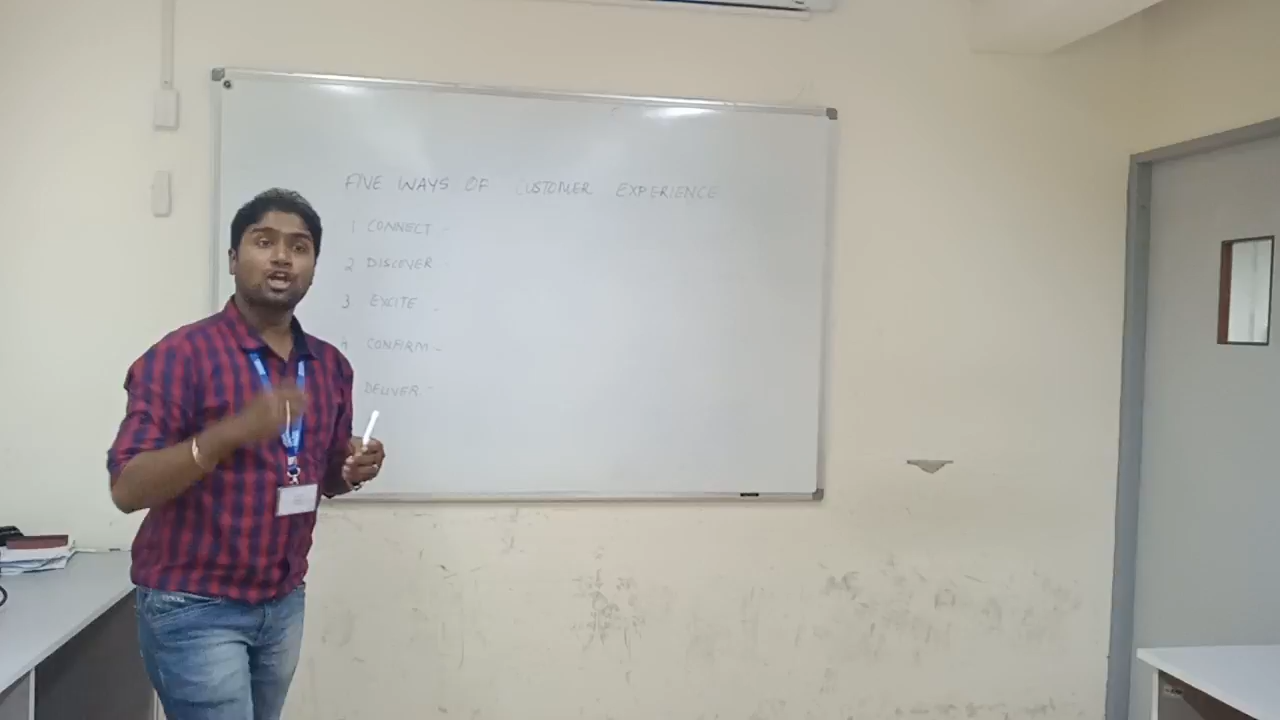 FIVE WAYS OF CUSTOMER EXPERIENCE
1 CONNECT -
2 DISCOVER -
3 EXCITE -
4 CONFIRM -
DELIVER -